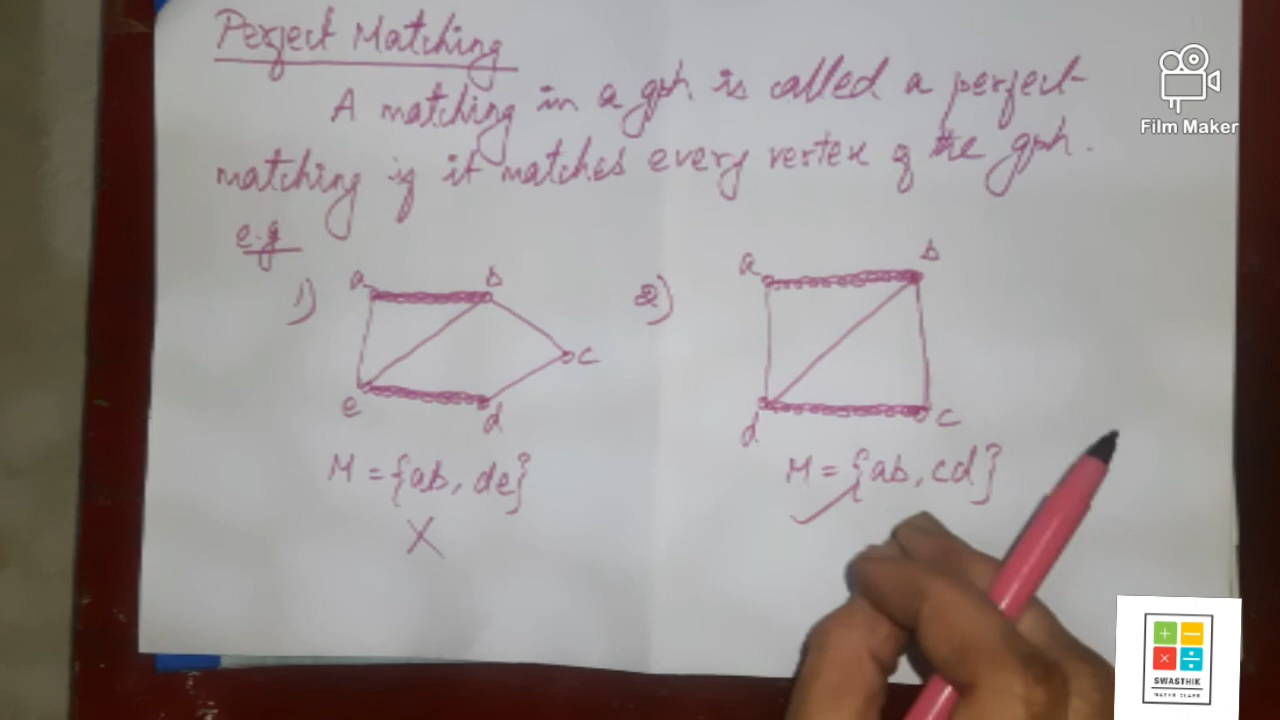 Perfect Matching
A matching in a gph is called a perfect
matching if it matches every vertex of the gph.
e.g
1)
a b
c
e d
M = {ab, de}
X
2)
a b
d c
M = {ab, cd}
Film Maker
SWASTHIK